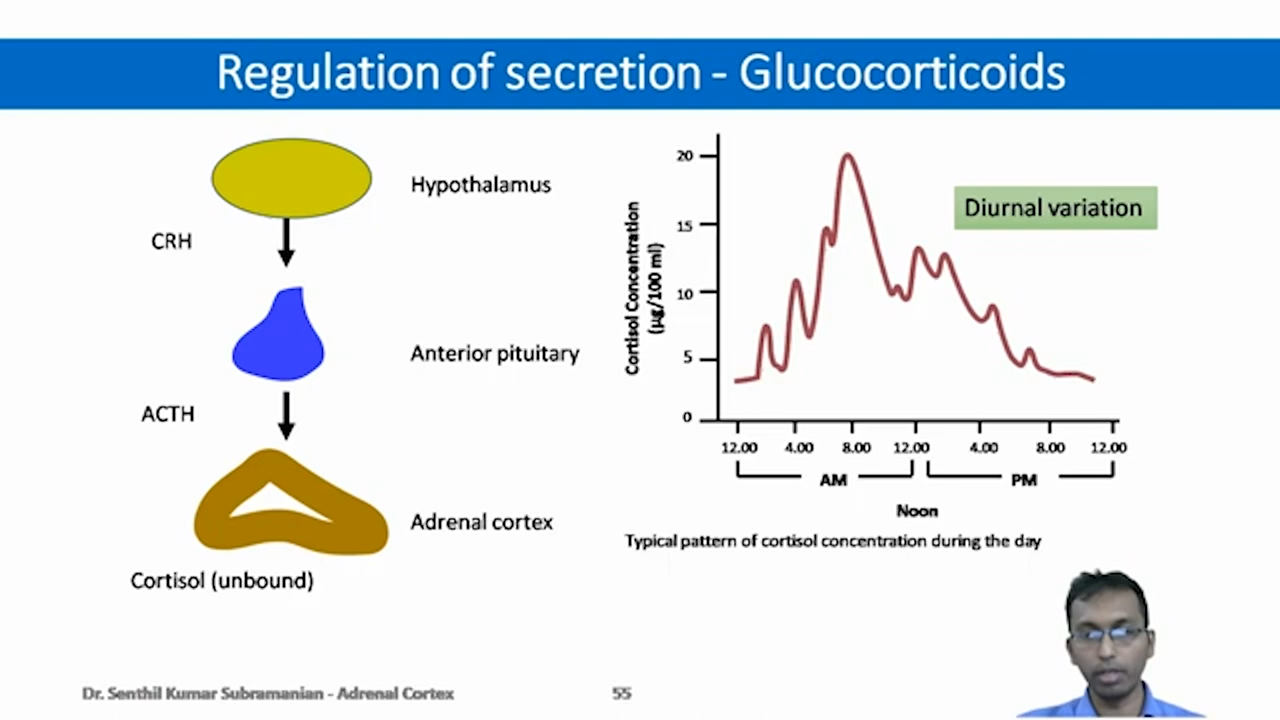 Regulation of secretion - Glucocorticoids
Hypothalamus
CRH
Anterior pituitary
ACTH
Adrenal cortex
Cortisol (unbound)
Diurnal variation
Cortisol Concentration
(µg/100 ml)
20
15
10
5
0
12.00 4.00 8.00 12.00 4.00 8.00 12.00
AM PM
Noon
Typical pattern of cortisol concentration during the day
Dr. Senthil Kumar Subramanian - Adrenal Cortex
55